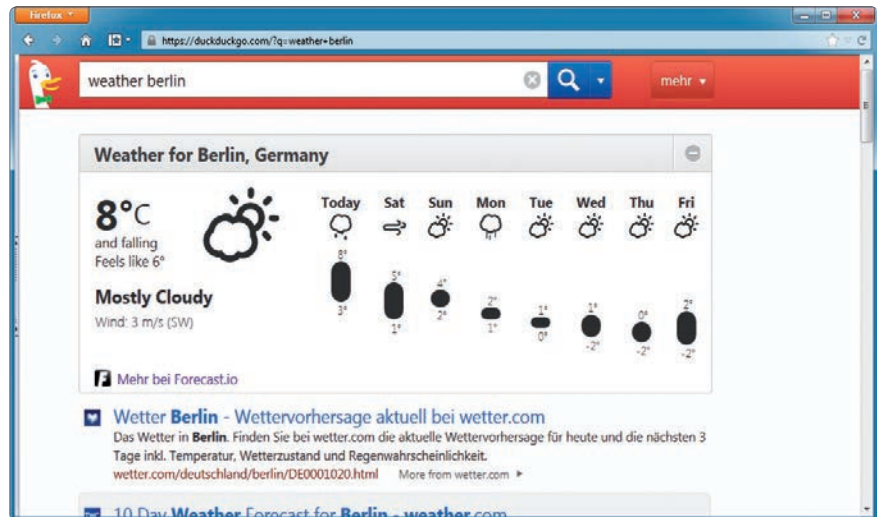 Firefox
https://duckduckgo.com/?q=weather+berlin
weather berlin
mehr
Weather for Berlin, Germany
8°C
and falling
Feels like 6°
Mostly Cloudy
Wind: 3 m/s (SW)
Today Sat Sun Mon Tue Wed Thu Fri
8° 5° 4° 2° 1° 1° 0° 2°
3° 1° 2° 1° 0° -2° -2° -2°
Mehr bei Forecast.io
Wetter Berlin - Wettervorhersage aktuell bei wetter.com
Das Wetter in Berlin. Finden Sie bei wetter.com die aktuelle Wettervorhersage für heute und die nächsten 3
Tage inkl. Temperatur, Wetterzustand und Regenwahrscheinlichkeit.
wetter.com/deutschland/berlin/DE0001020.html More from wetter.com
10 Day Weather Forecast for Berlin - weather.com